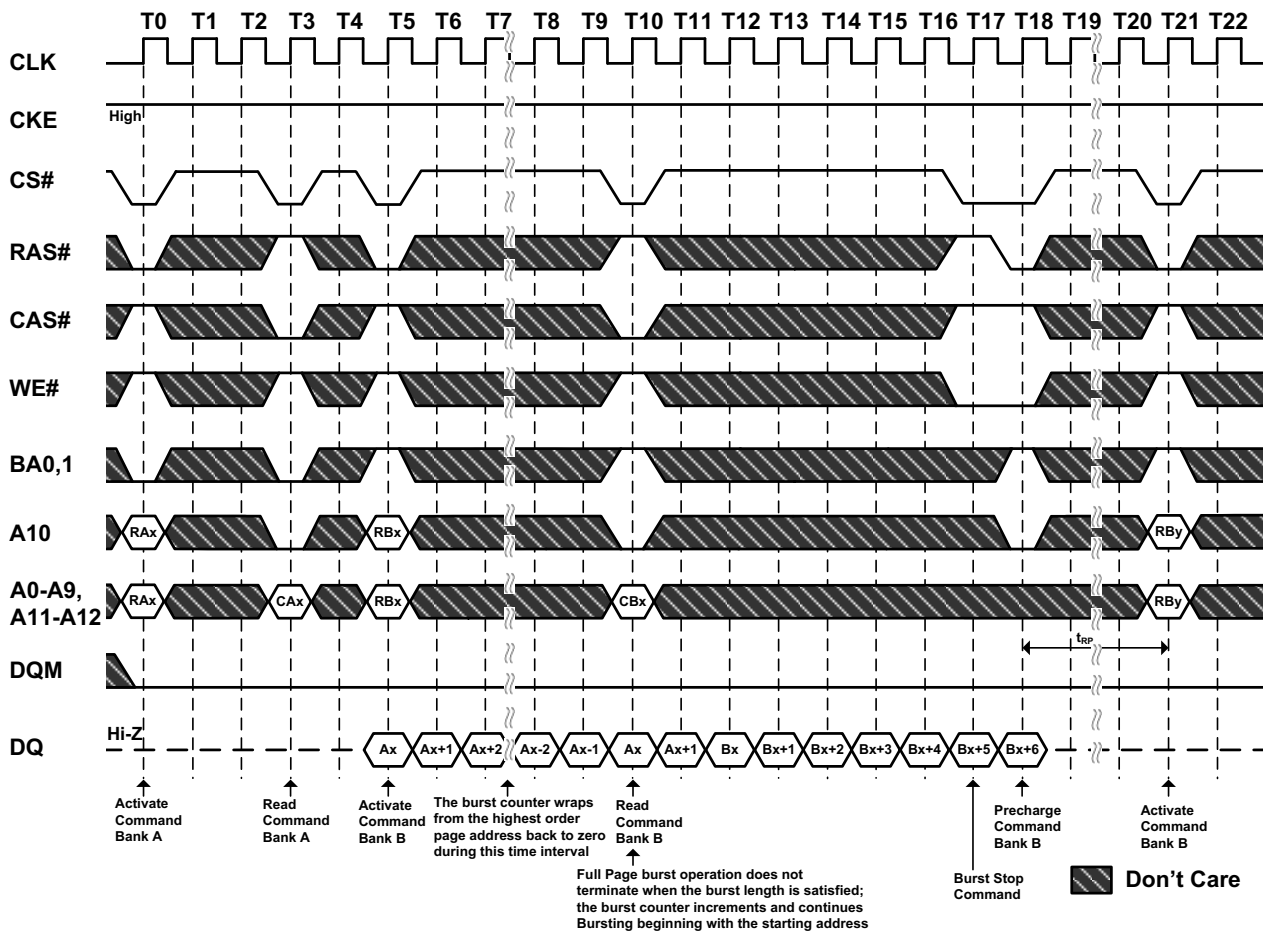 T0 T1 T2 T3 T4 T5 T6 T7 T8 T9 T10 T11 T12 T13 T14 T15 T16 T17 T18 T19 T20 T21 T22
CLK
CKE
High
CS#
RAS#
CAS#
WE#
BA0,1
A10
RAx RBx RBy
A0-A9,
A11-A12
RAx CAx RBx CBx RBy
tRP
DQM
DQ
Hi-Z
Ax Ax+1 Ax+2 Ax-2 Ax-1 Ax Ax+1 Bx Bx+1 Bx+2 Bx+3 Bx+4 Bx+5 Bx+6
Activate
Command
Bank A
Read
Command
Bank A
Activate
Command
Bank B
The burst counter wraps
from the highest order
page address back to zero
during this time interval
Read
Command
Bank B
Full Page burst operation does not
terminate when the burst length is satisfied;
the burst counter increments and continues
Bursting beginning with the starting address
Burst Stop
Command
Precharge
Command
Bank B
Activate
Command
Bank B
Don't Care